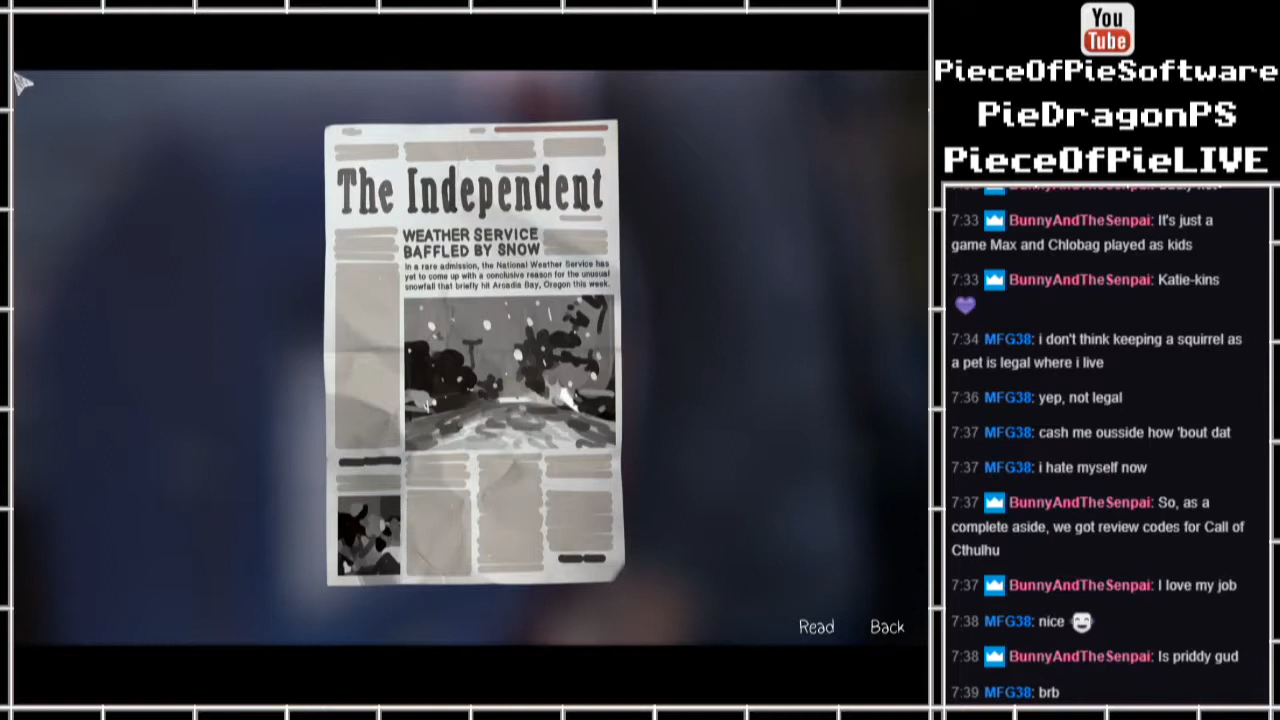 The Independent
WEATHER SERVICE
BAFFLED BY SNOW
In a rare admission, the National Weather Service has
yet to come up with a conclusive reason for the unusual
snowfall that briefly hit Arcadia Bay, Oregon this week.
Read
Back
You
Tube
PieceOfPieSoftware
PieDragonPS
PieceOfPieLIVE
7:33 BunnyAndTheSenpai: It's just a
game Max and Chlobag played as kids
7:33 BunnyAndTheSenpai: Katie-kins
7:34 MFG38: i don't think keeping a squirrel as
a pet is legal where i live
7:36 MFG38: yep, not legal
7:37 MFG38: cash me ousside how 'bout dat
7:37 MFG38: i hate myself now
7:37 BunnyAndTheSenpai: So, as a
complete aside, we got review codes for Call of
Cthulhu
7:37 BunnyAndTheSenpai: I love my job
7:38 MFG38: nice
7:38 BunnyAndTheSenpai: Is priddy gud
7:39 MFG38: brb